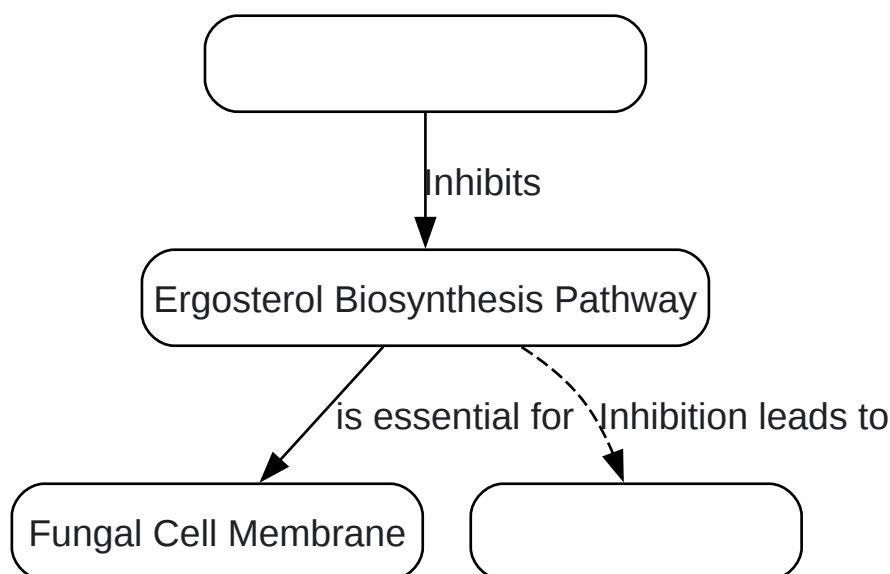 Inhibits
Ergosterol Biosynthesis Pathway
is essential for
Inhibition leads to
Fungal Cell Membrane